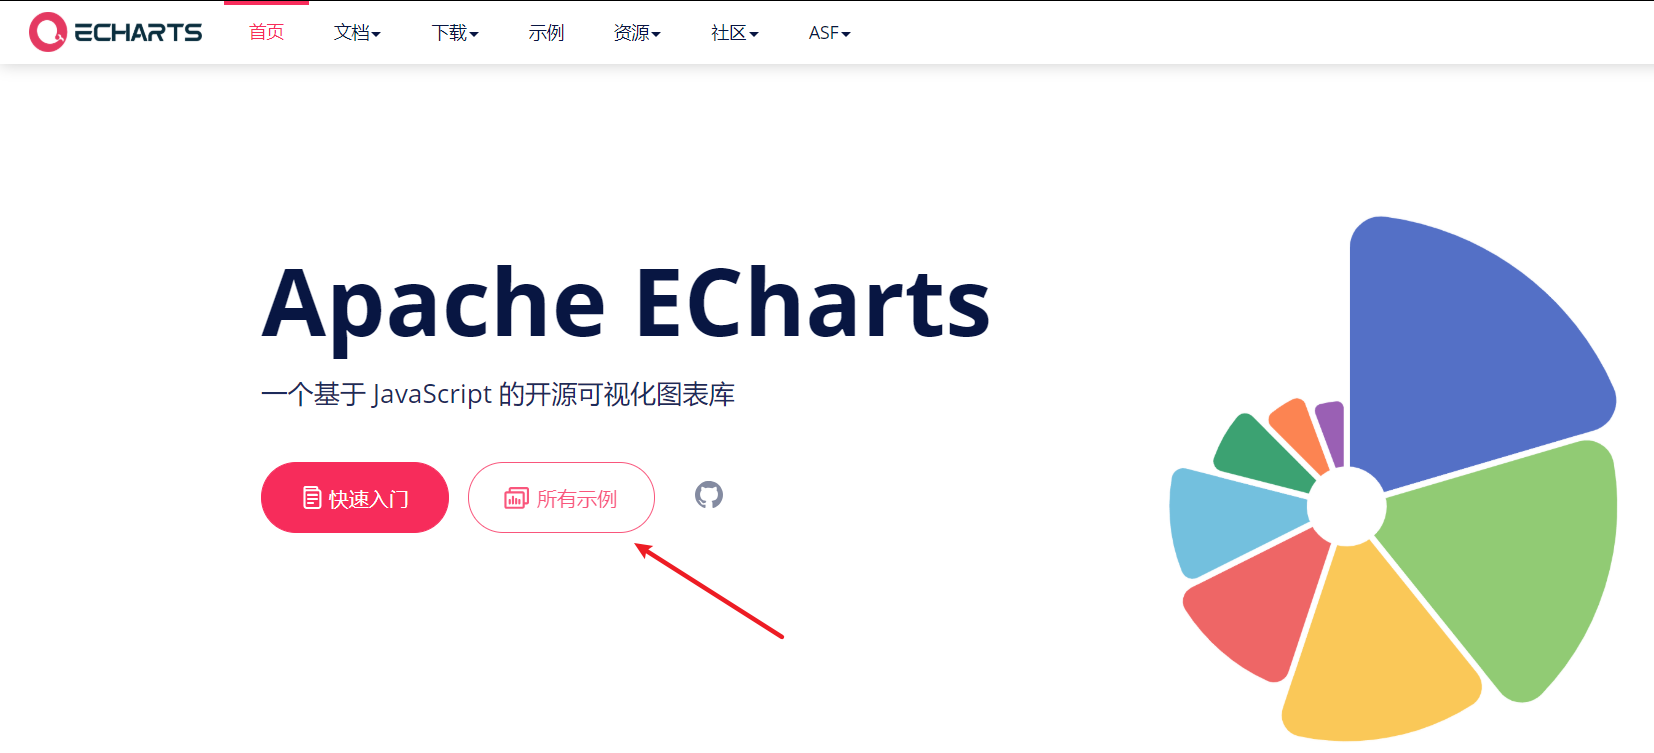 ECHARTS 首页 文档 下载 示例 资源 社区 ASF
Apache ECharts
一个基于 JavaScript 的开源可视化图表库
快速入门 所有示例